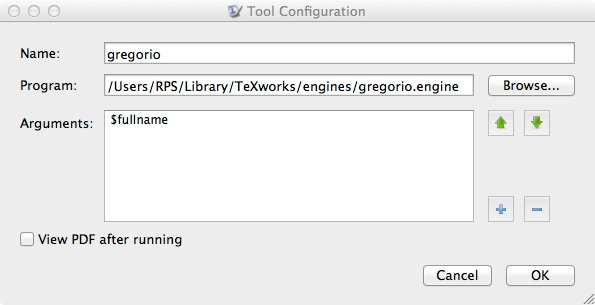 Tool Configuration
Name: gregorio
Program: /Users/RPS/Library/TeXworks/engines/gregorio.engine Browse...
Arguments: $fullname
View PDF after running
Cancel OK